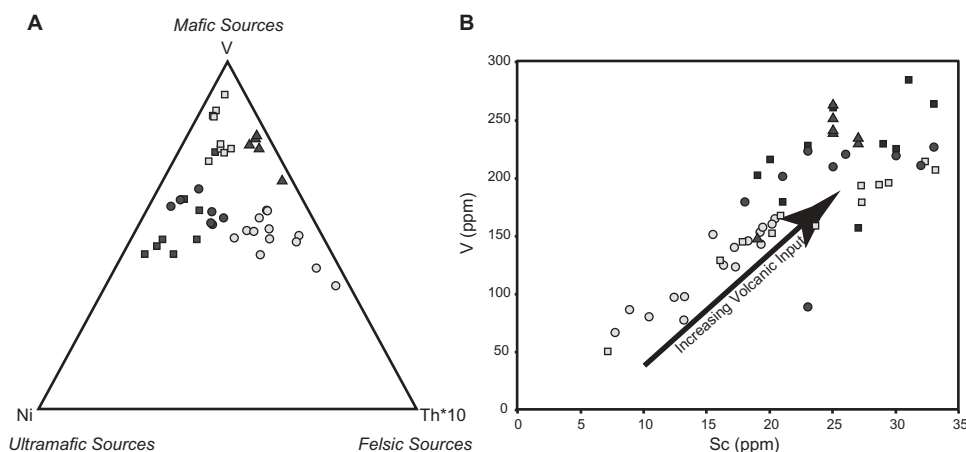 A
Mafic Sources
V
Ni
Th*10
Ultramafic Sources
Felsic Sources
B
300
250
200
150
100
50
0
V (ppm)
Increasing Volcanic Input
0
5
10
15
20
25
30
35
Sc (ppm)